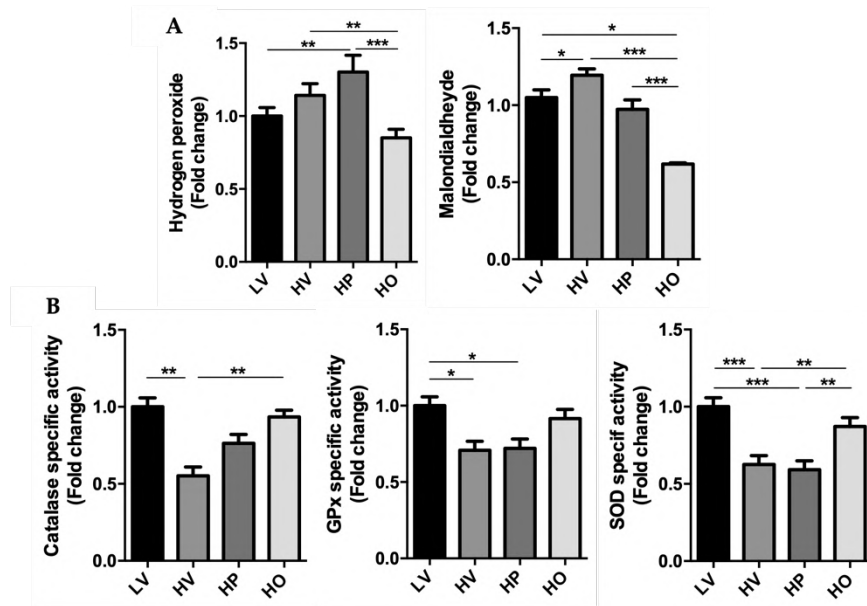 A
Hydrogen peroxide
(Fold change)
1.5
1.0
0.5
0.0
** **
***
LV HV HP HO
Malondialdheyde
(Fold change)
1.5
1.0
0.5
0.0
*
* ***
***
LV HV HP HO
B
Catalase specific activity
(Fold change)
1.5
1.0
0.5
0.0
** **
LV HV HP HO
GPx specific activity
(Fold change)
1.5
1.0
0.5
0.0
*
*
LV HV HP HO
SOD specif activity
(Fold change)
1.5
1.0
0.5
0.0
*** **
*** **
LV HV HP HO